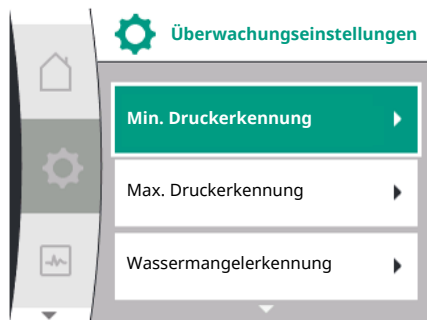 Überwachungseinstellungen
Min. Druckerkennung
Max. Druckerkennung
Wassermangelerkennung